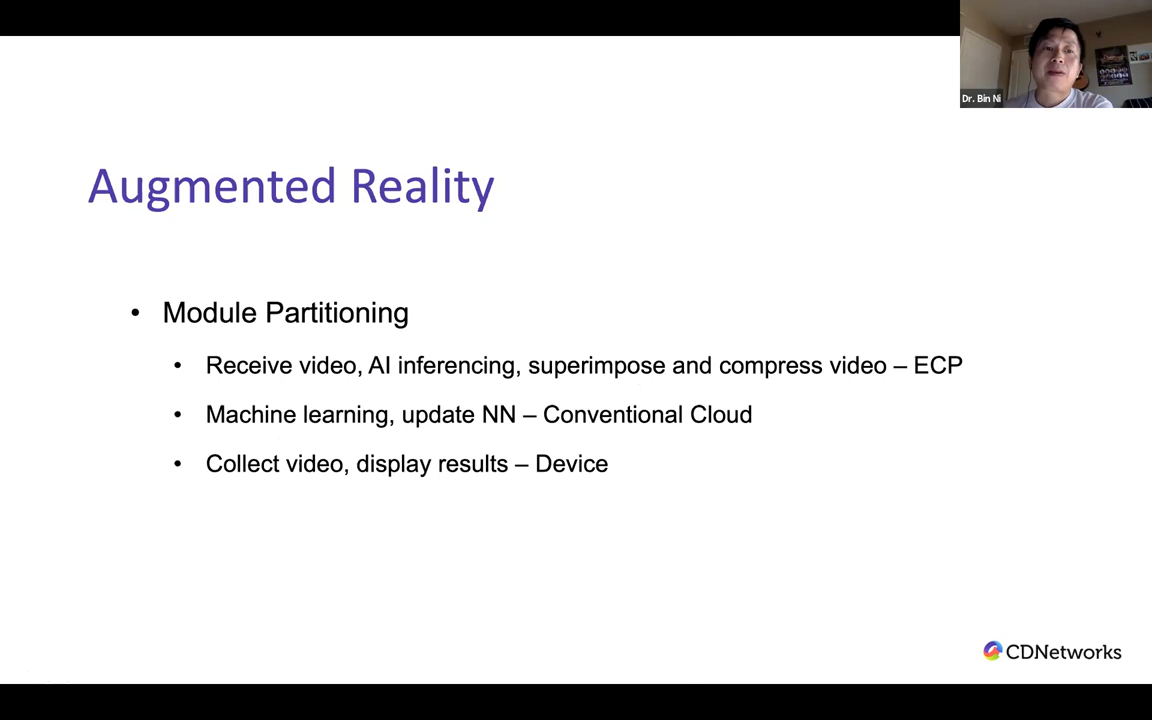 Dr. Bin Ni
Augmented Reality
• Module Partitioning
• Receive video, AI inferencing, superimpose and compress video – ECP
• Machine learning, update NN – Conventional Cloud
• Collect video, display results – Device
CDNetworks